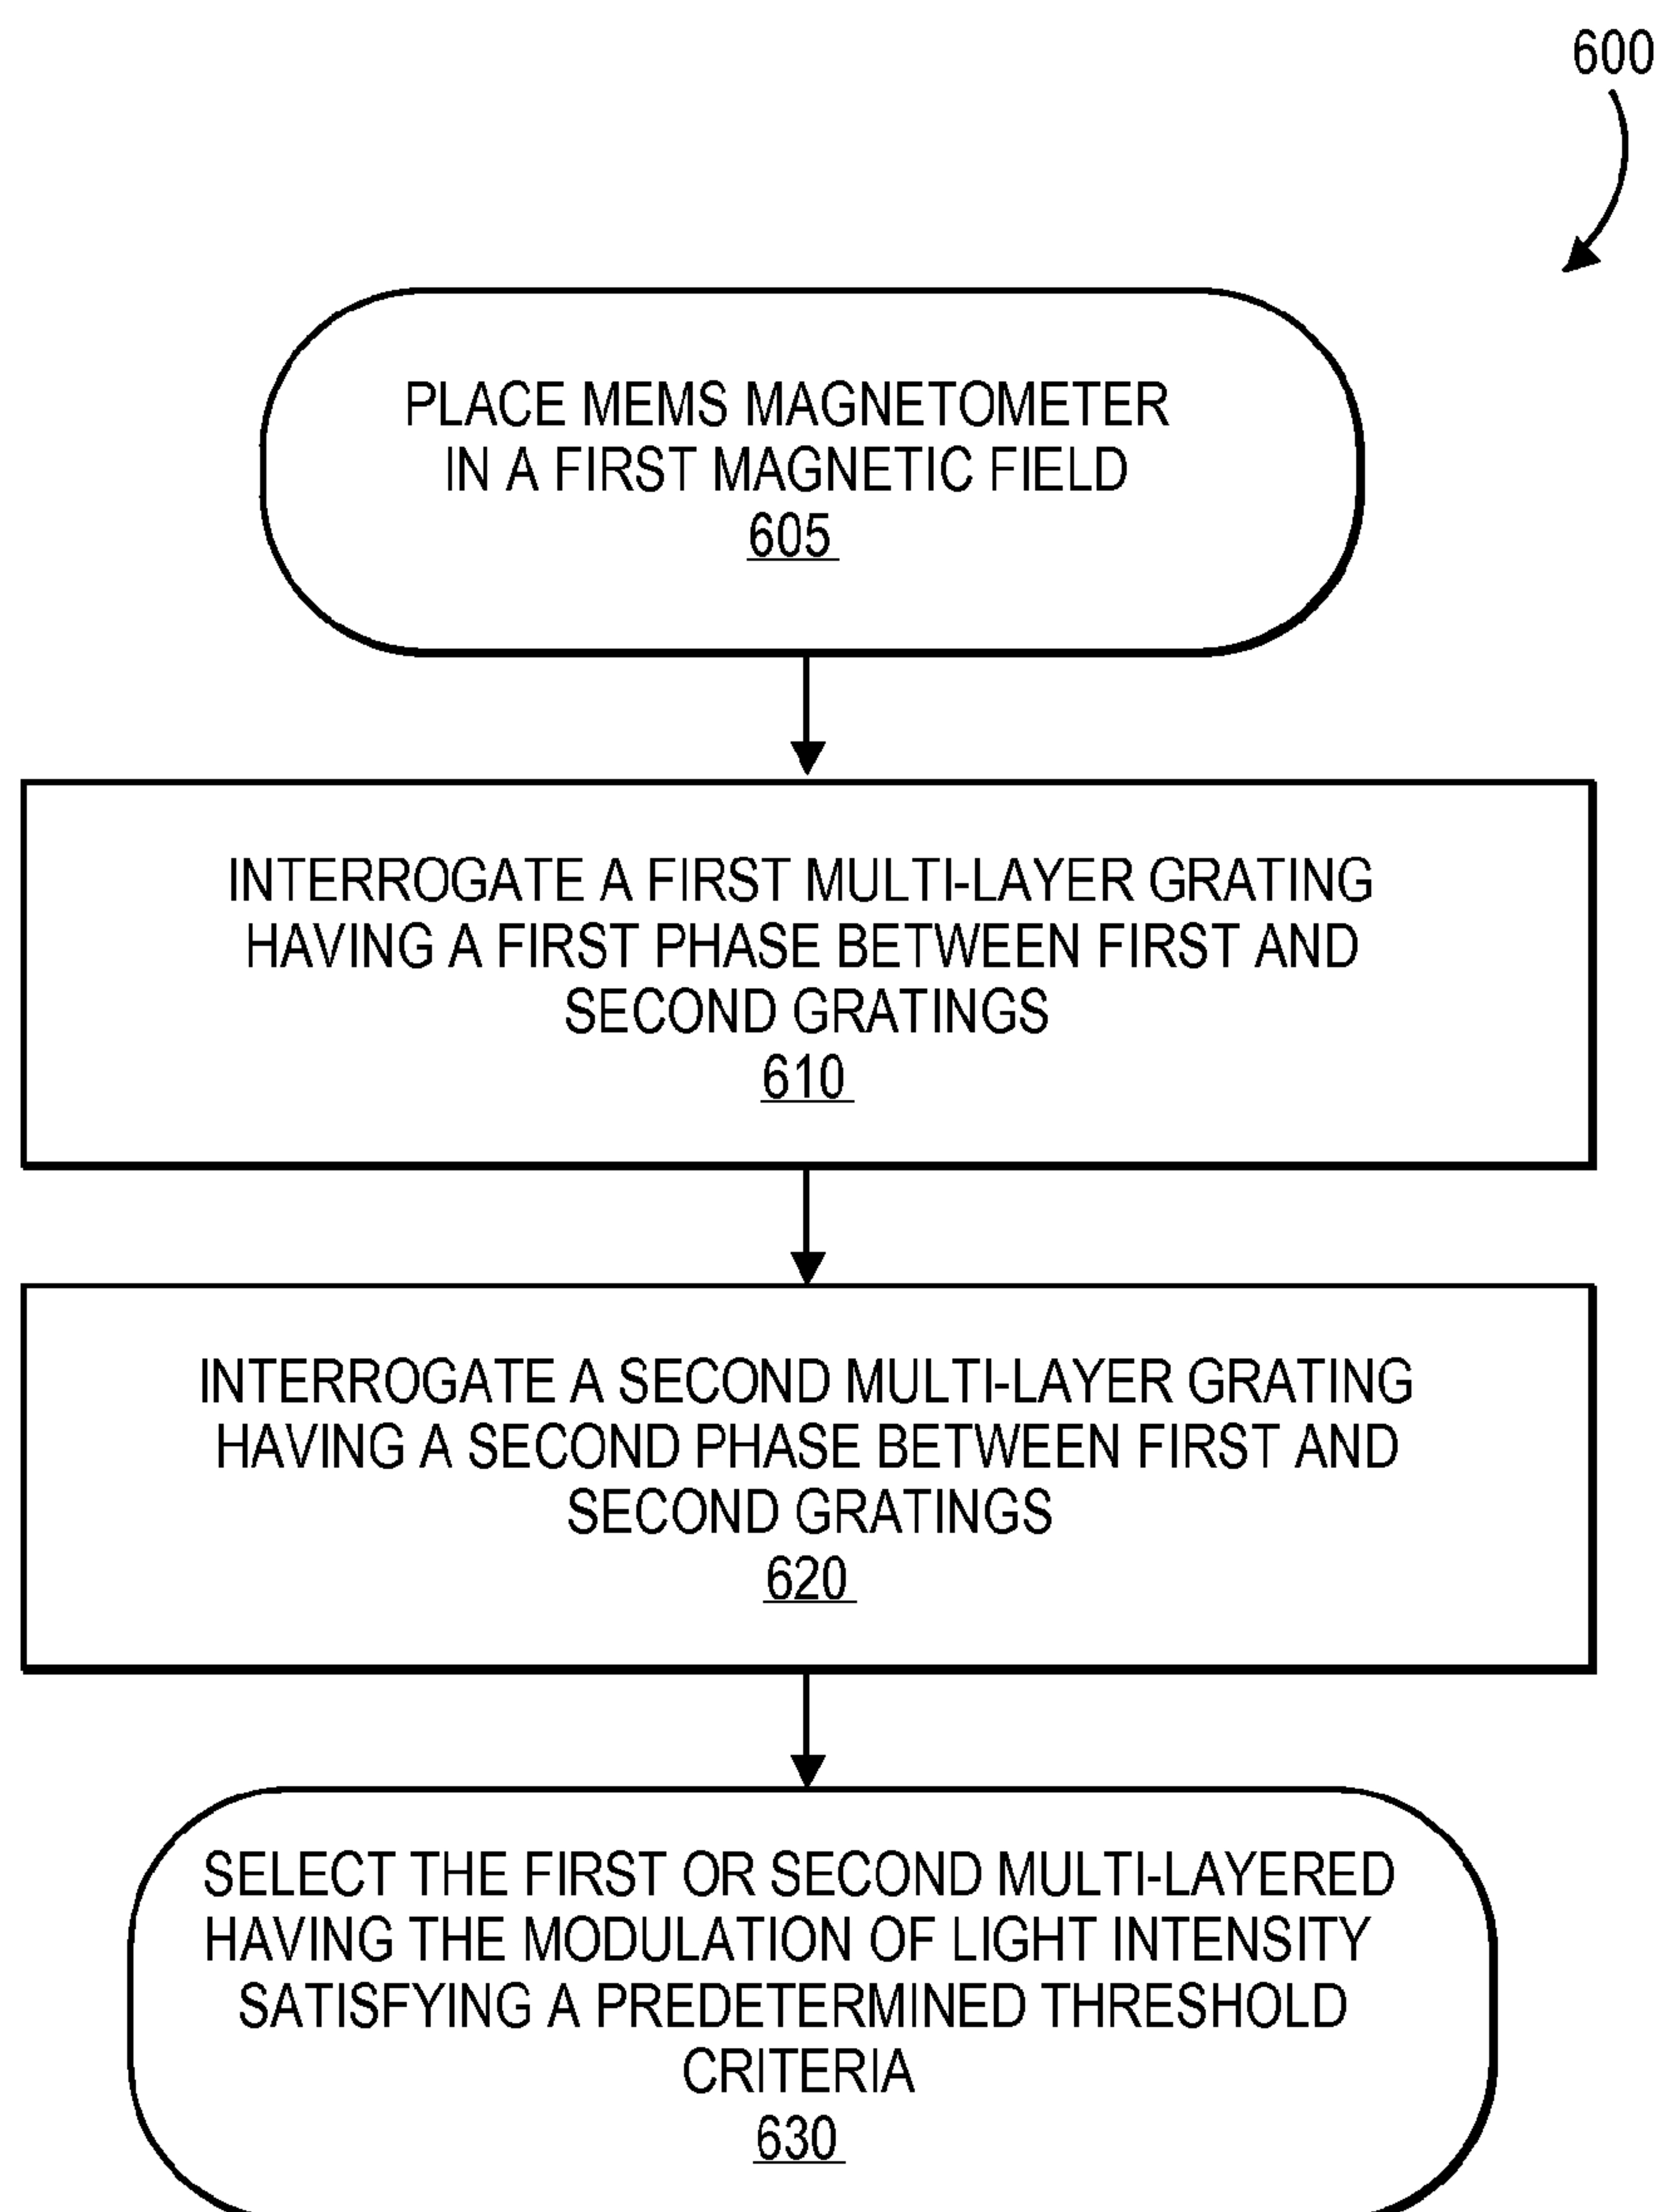 600
PLACE MEMS MAGNETOMETER
IN A FIRST MAGNETIC FIELD
605
INTERROGATE A FIRST MULTI-LAYER GRATING
HAVING A FIRST PHASE BETWEEN FIRST AND
SECOND GRATINGS
610
INTERROGATE A SECOND MULTI-LAYER GRATING
HAVING A SECOND PHASE BETWEEN FIRST AND
SECOND GRATINGS
620
SELECT THE FIRST OR SECOND MULTI-LAYERED
HAVING THE MODULATION OF LIGHT INTENSITY
SATISFYING A PREDETERMINED THRESHOLD
CRITERIA
630